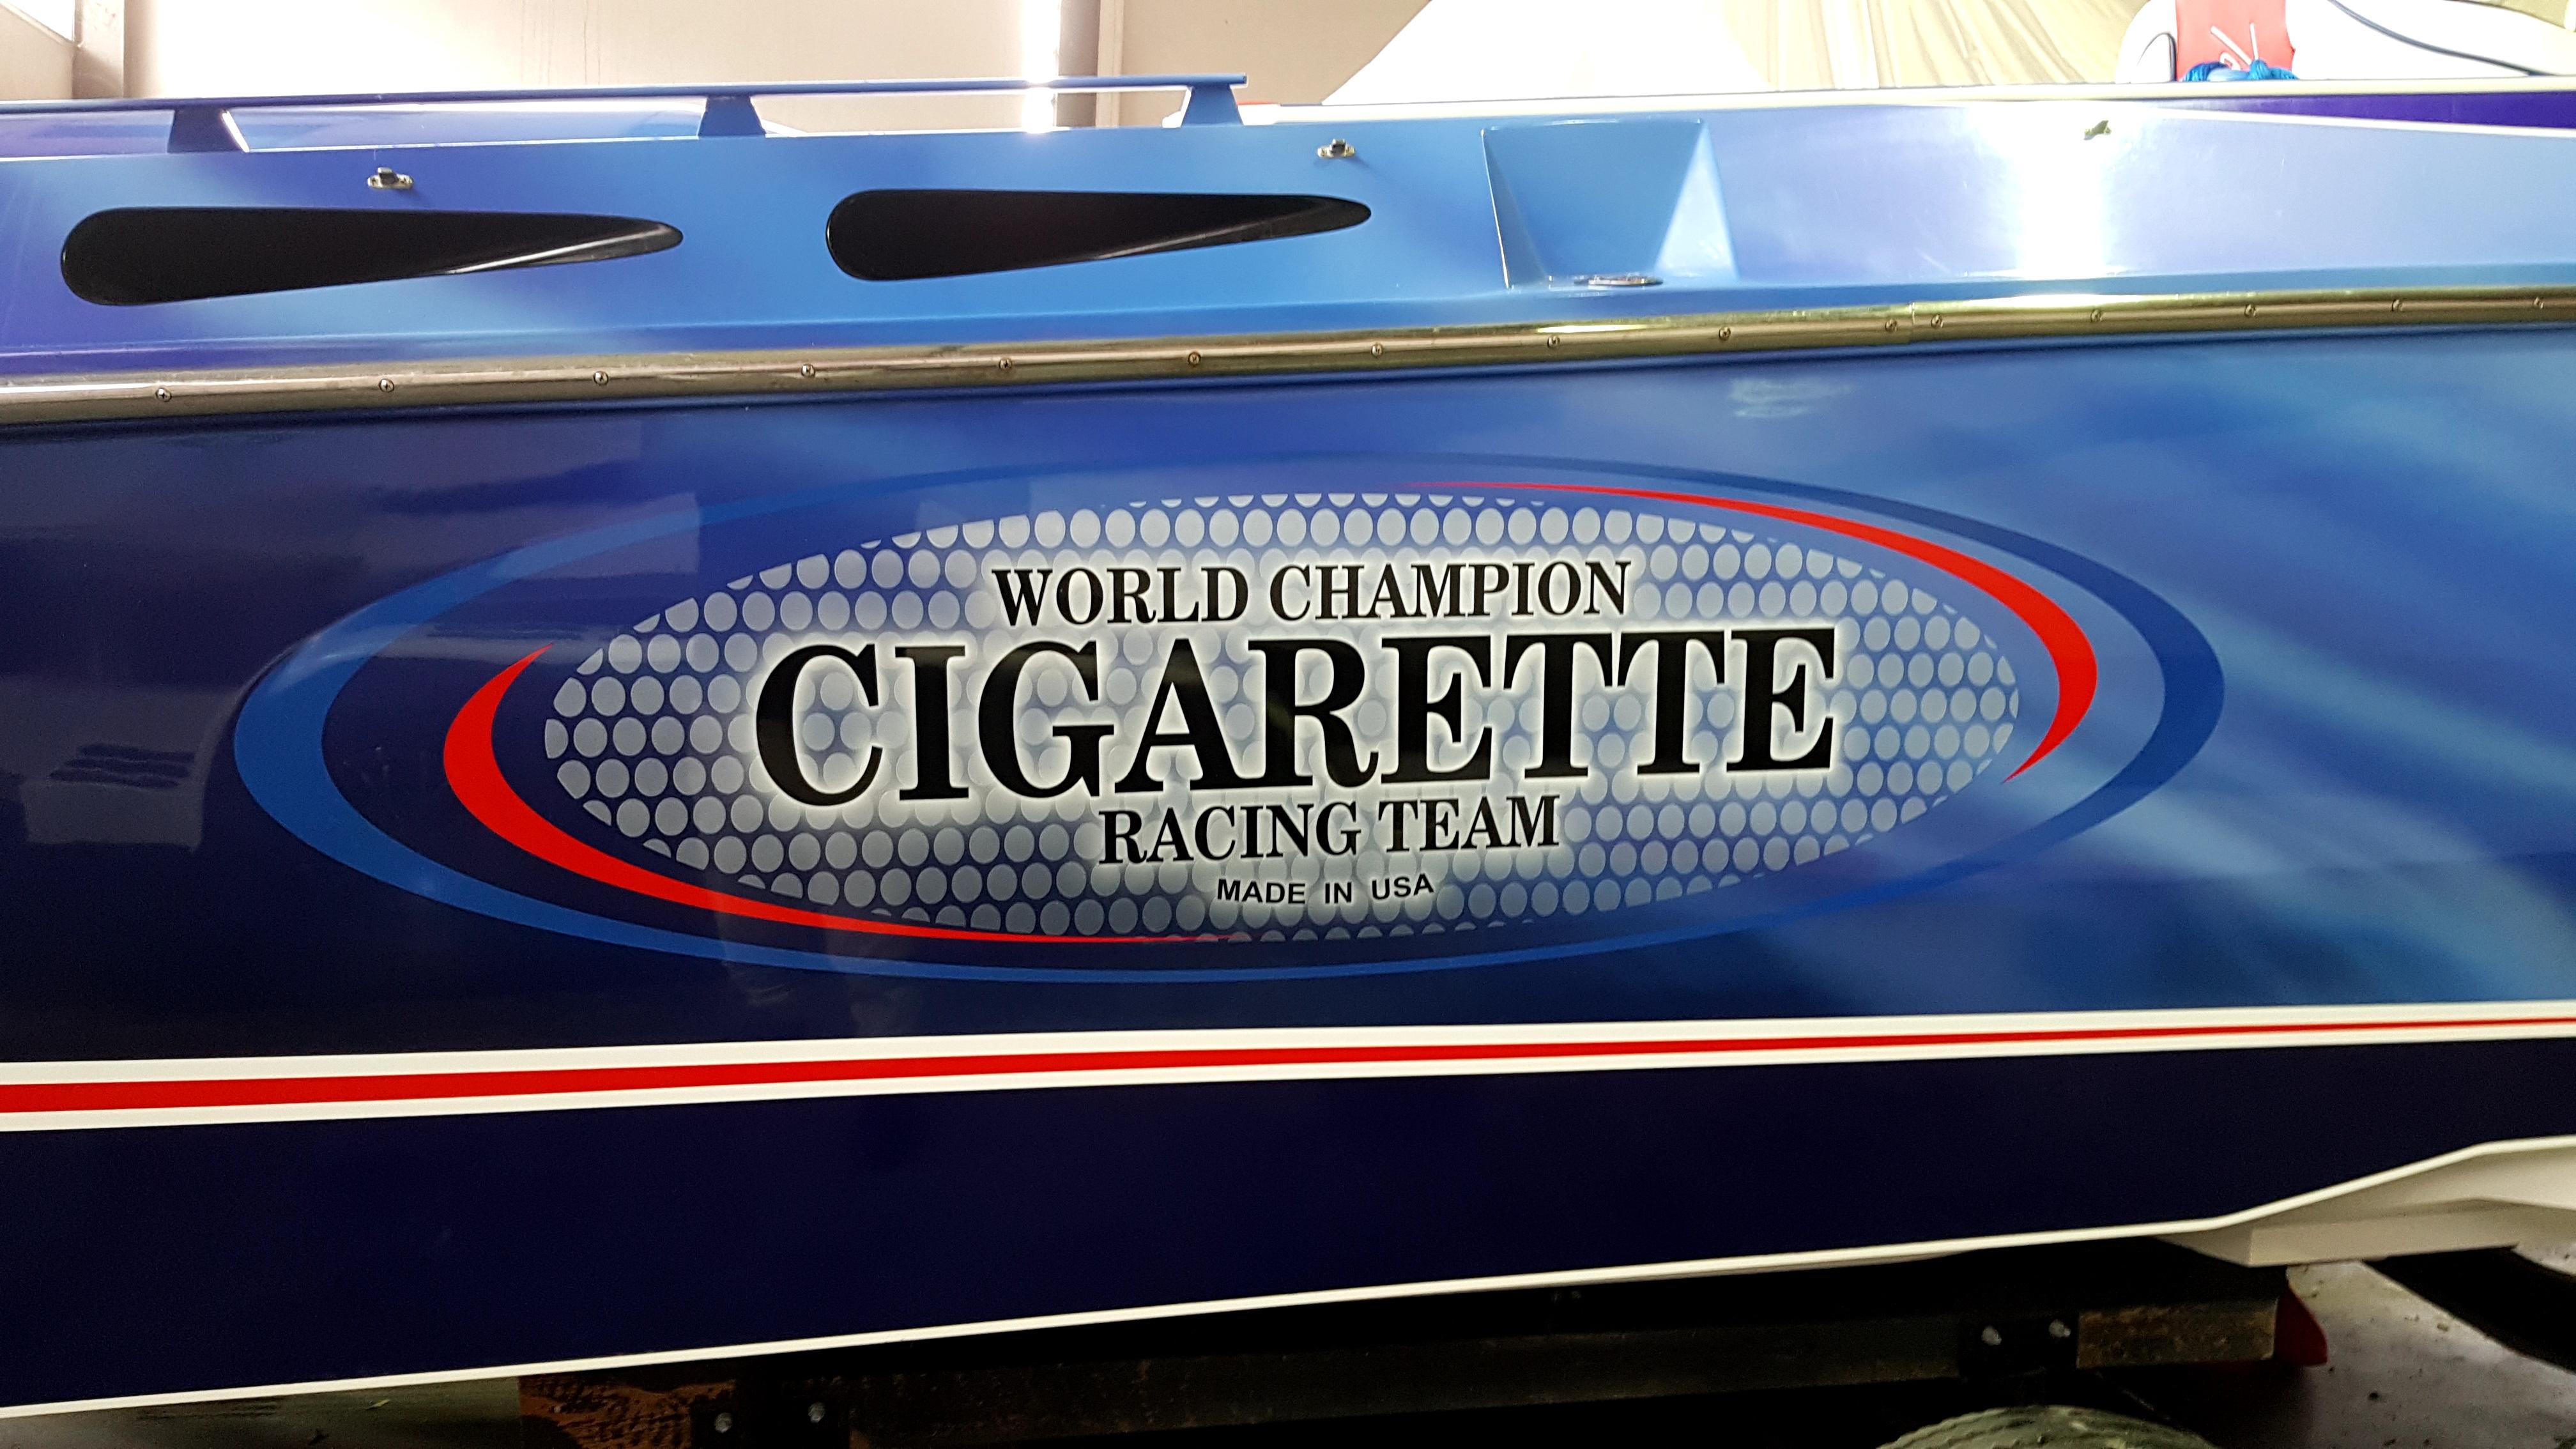 WORLD CHAMPION
CIGARETTE
RACING TEAM
MADE IN USA